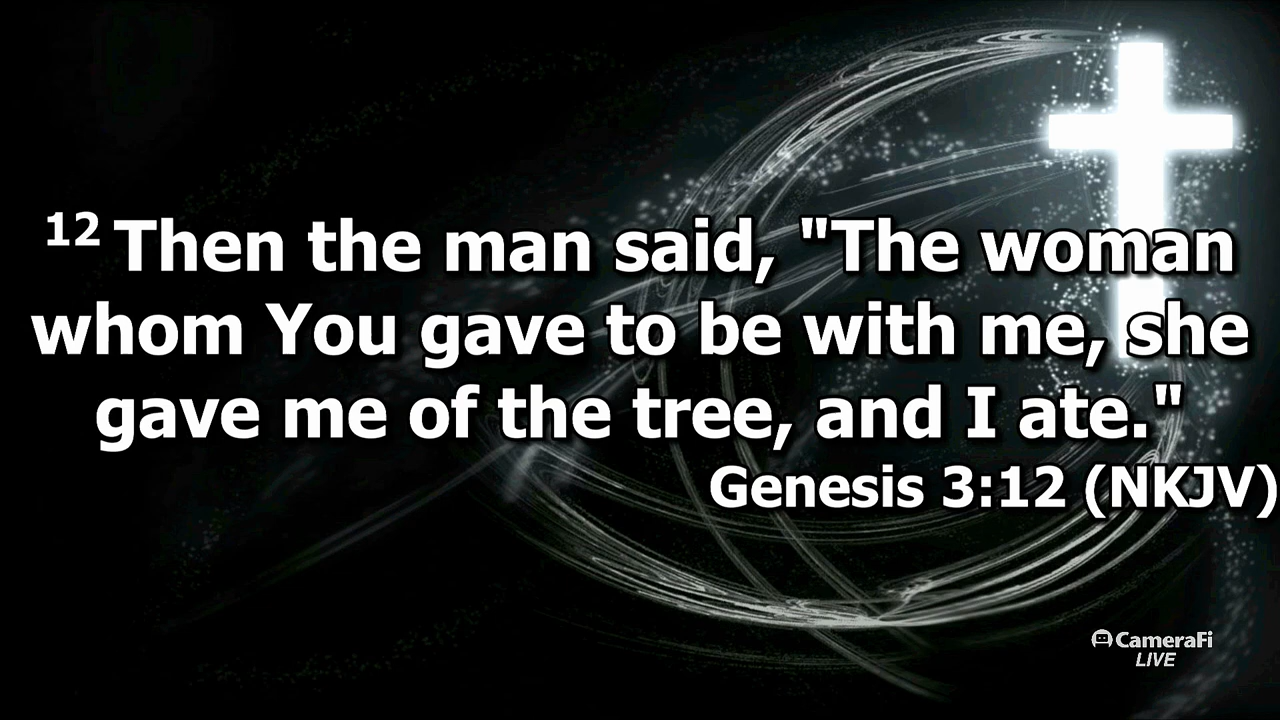 12 Then the man said, "The woman
whom You gave to be with me, she
gave me of the tree, and I ate."
Genesis 3:12 (NKJV)
CameraFi
LIVE